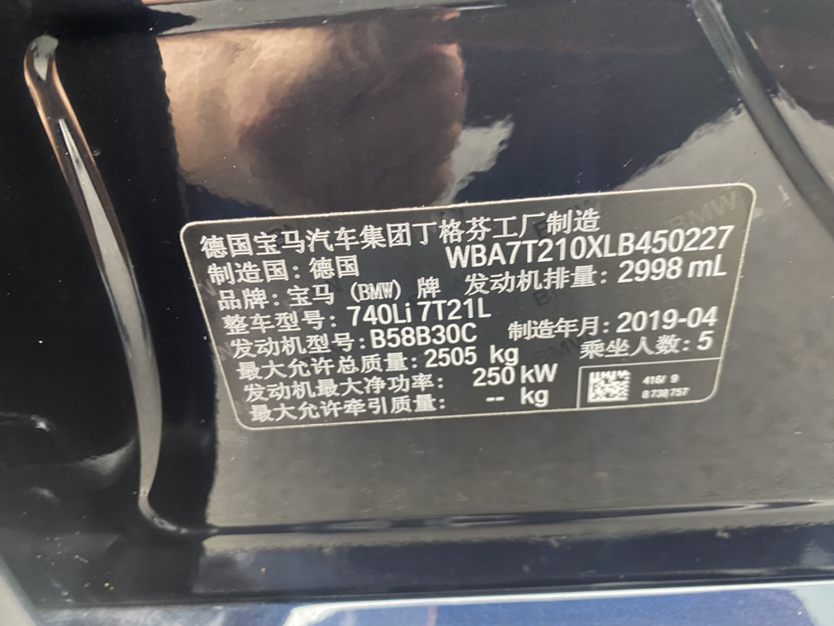 德国宝马汽车集团丁格芬工厂制造
制造国：德国 WBA7T210XLB450227
品牌：宝马（BMW）牌 发动机排量：2998 mL
整车型号：740Li 7T21L
发动机型号：B58B30C 制造年月：2019-04
最大允许总质量：2505 kg 乘坐人数：5
发动机最大净功率：250 kW
最大允许牵引质量：-- kg
416/ 9
8 738 757